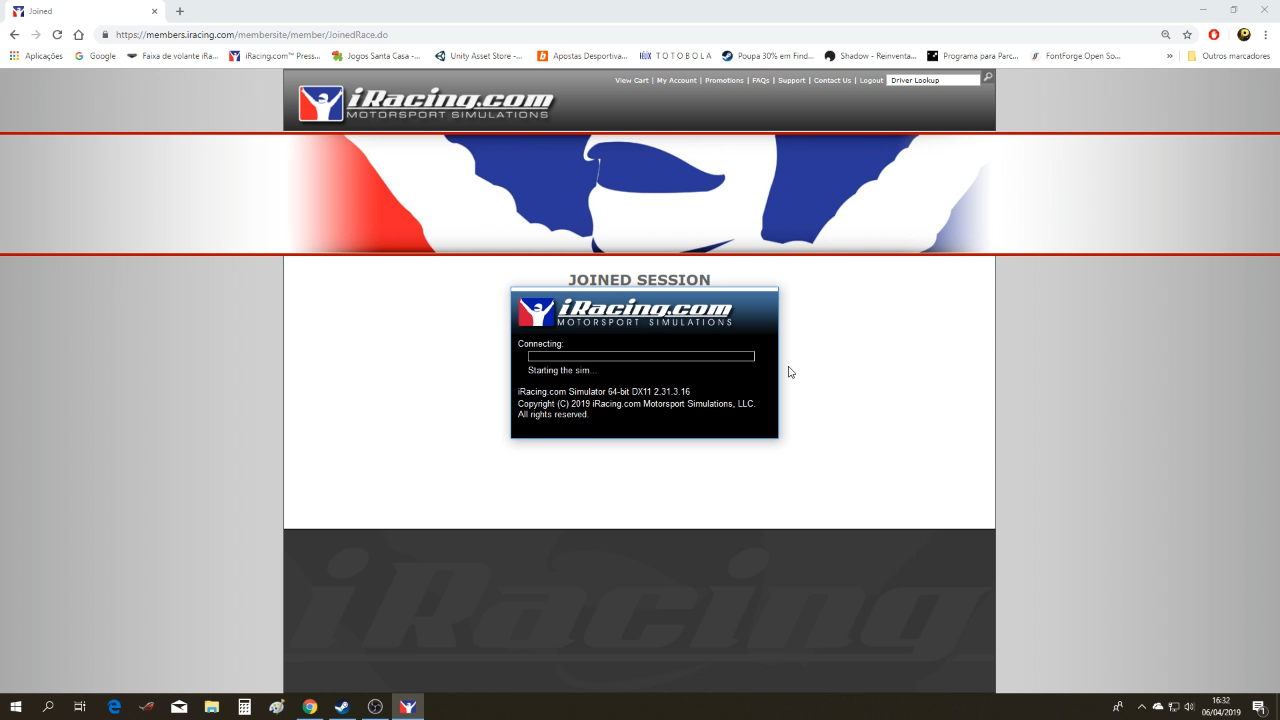 Joined
https://members.iracing.com/membersite/member/JoinedRace.do
Aplicações Google Faixa de volante iRa... iRacing.com™ Press... Jogos Santa Casa -... Unity Asset Store -... Apostas Desportiva... T O T O B O L A Poupa 30% em Find... Shadow - Reinventa... Programa para Parc... FontForge Open So... » Outros marcadores
View Cart | My Account | Promotions | FAQs | Support | Contact Us | Logout Driver Lookup
iRacing.com
MOTORSPORT SIMULATIONS
JOINED SESSION
iRacing.com
MOTORSPORT SIMULATIONS
Connecting:
Starting the sim...
iRacing.com Simulator 64-bit DX11 2.31.3.16
Copyright (C) 2019 iRacing.com Motorsport Simulations, LLC.
All rights reserved.
iRacing
16:32
06/04/2019
1